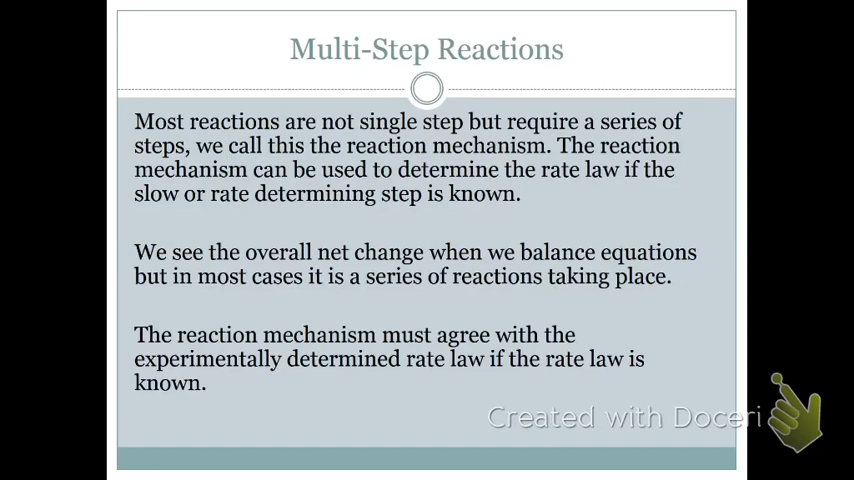 Multi-Step Reactions
Most reactions are not single step but require a series of
steps, we call this the reaction mechanism. The reaction
mechanism can be used to determine the rate law if the
slow or rate determining step is known.
We see the overall net change when we balance equations
but in most cases it is a series of reactions taking place.
The reaction mechanism must agree with the
experimentally determined rate law if the rate law is
known.
Created with Doceri